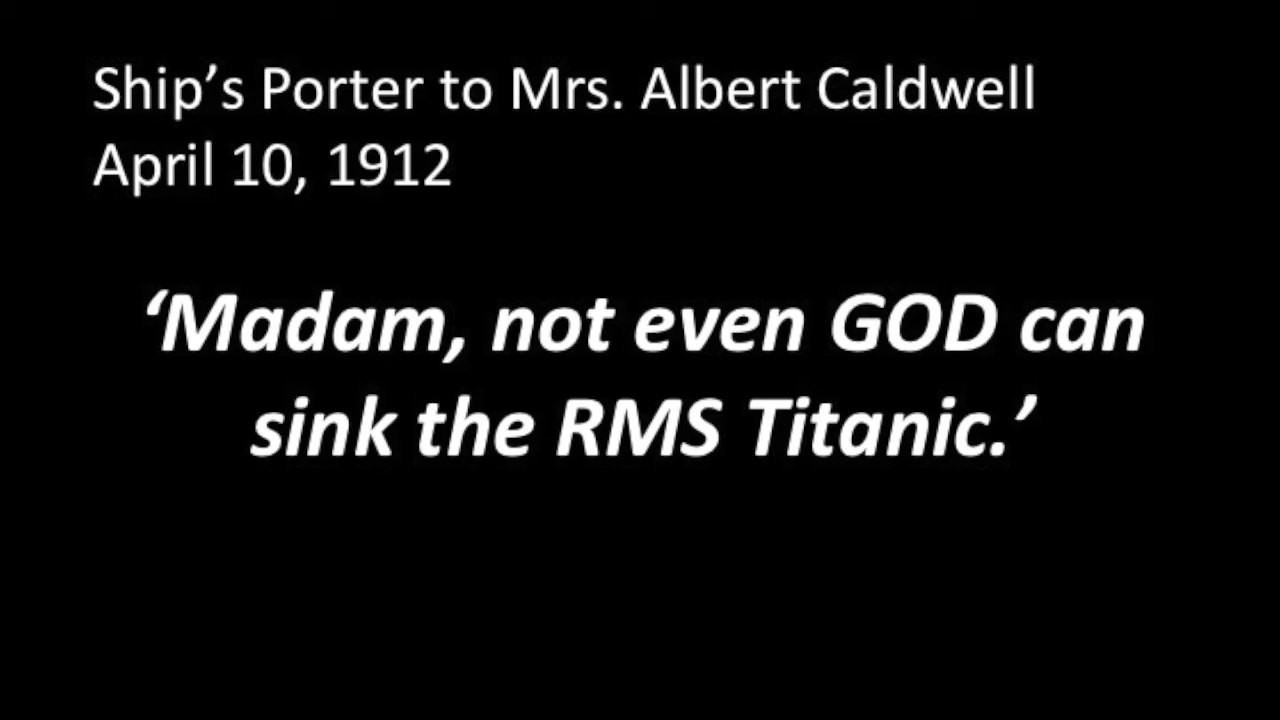 Ship’s Porter to Mrs. Albert Caldwell
April 10, 1912
‘Madam, not even GOD can
sink the RMS Titanic.’